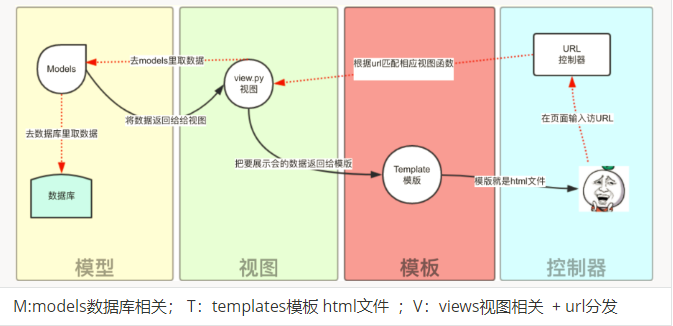 Models
去models里取数据
view.py
视图
根据url匹配相应视图函数
URL
控制器
将数据返回给给视图
去数据库里取数据
在页面输入访URL
把要展示会的数据返回给模版
Template
模版
模版就是html文件
数据库
模型
视图
模板
控制器
M:models数据库相关； T：templates模板 html文件 ；V：views视图相关 + url分发